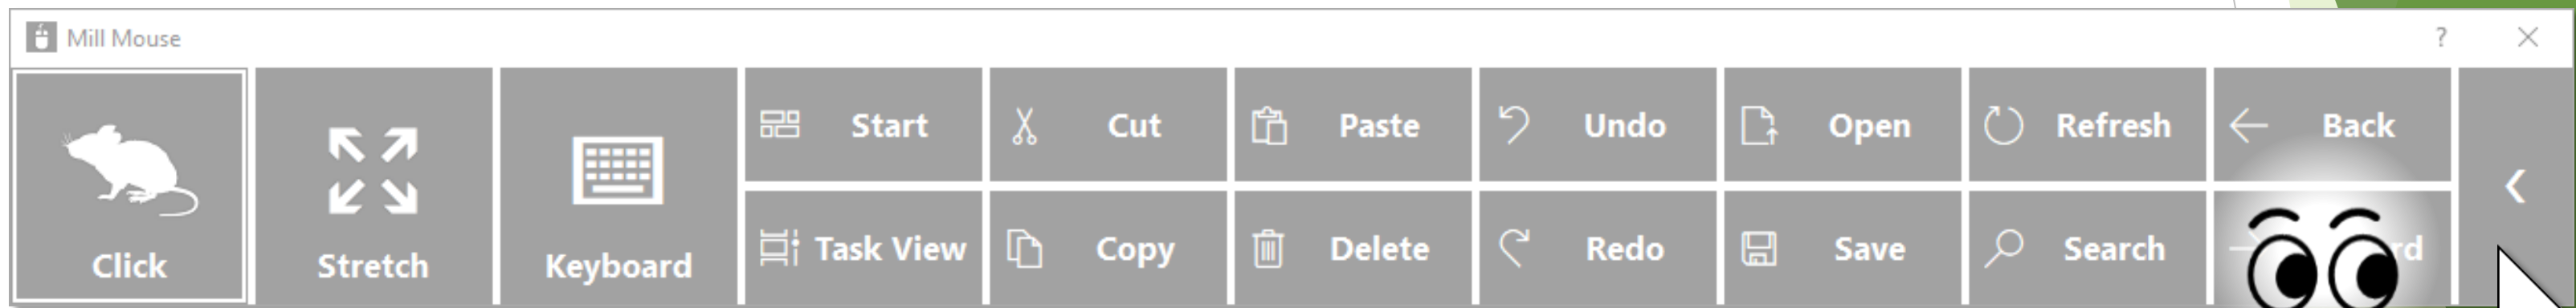 Mill Mouse ?
Start Cut Paste Undo Open Refresh Back
Click Stretch Keyboard Task View Copy Delete Redo Save Search